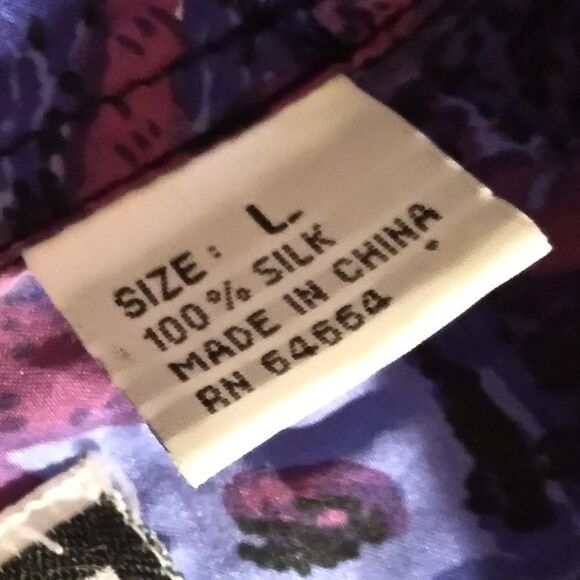 SIZE: L
100% SILK
MADE IN CHINA
RN 64664